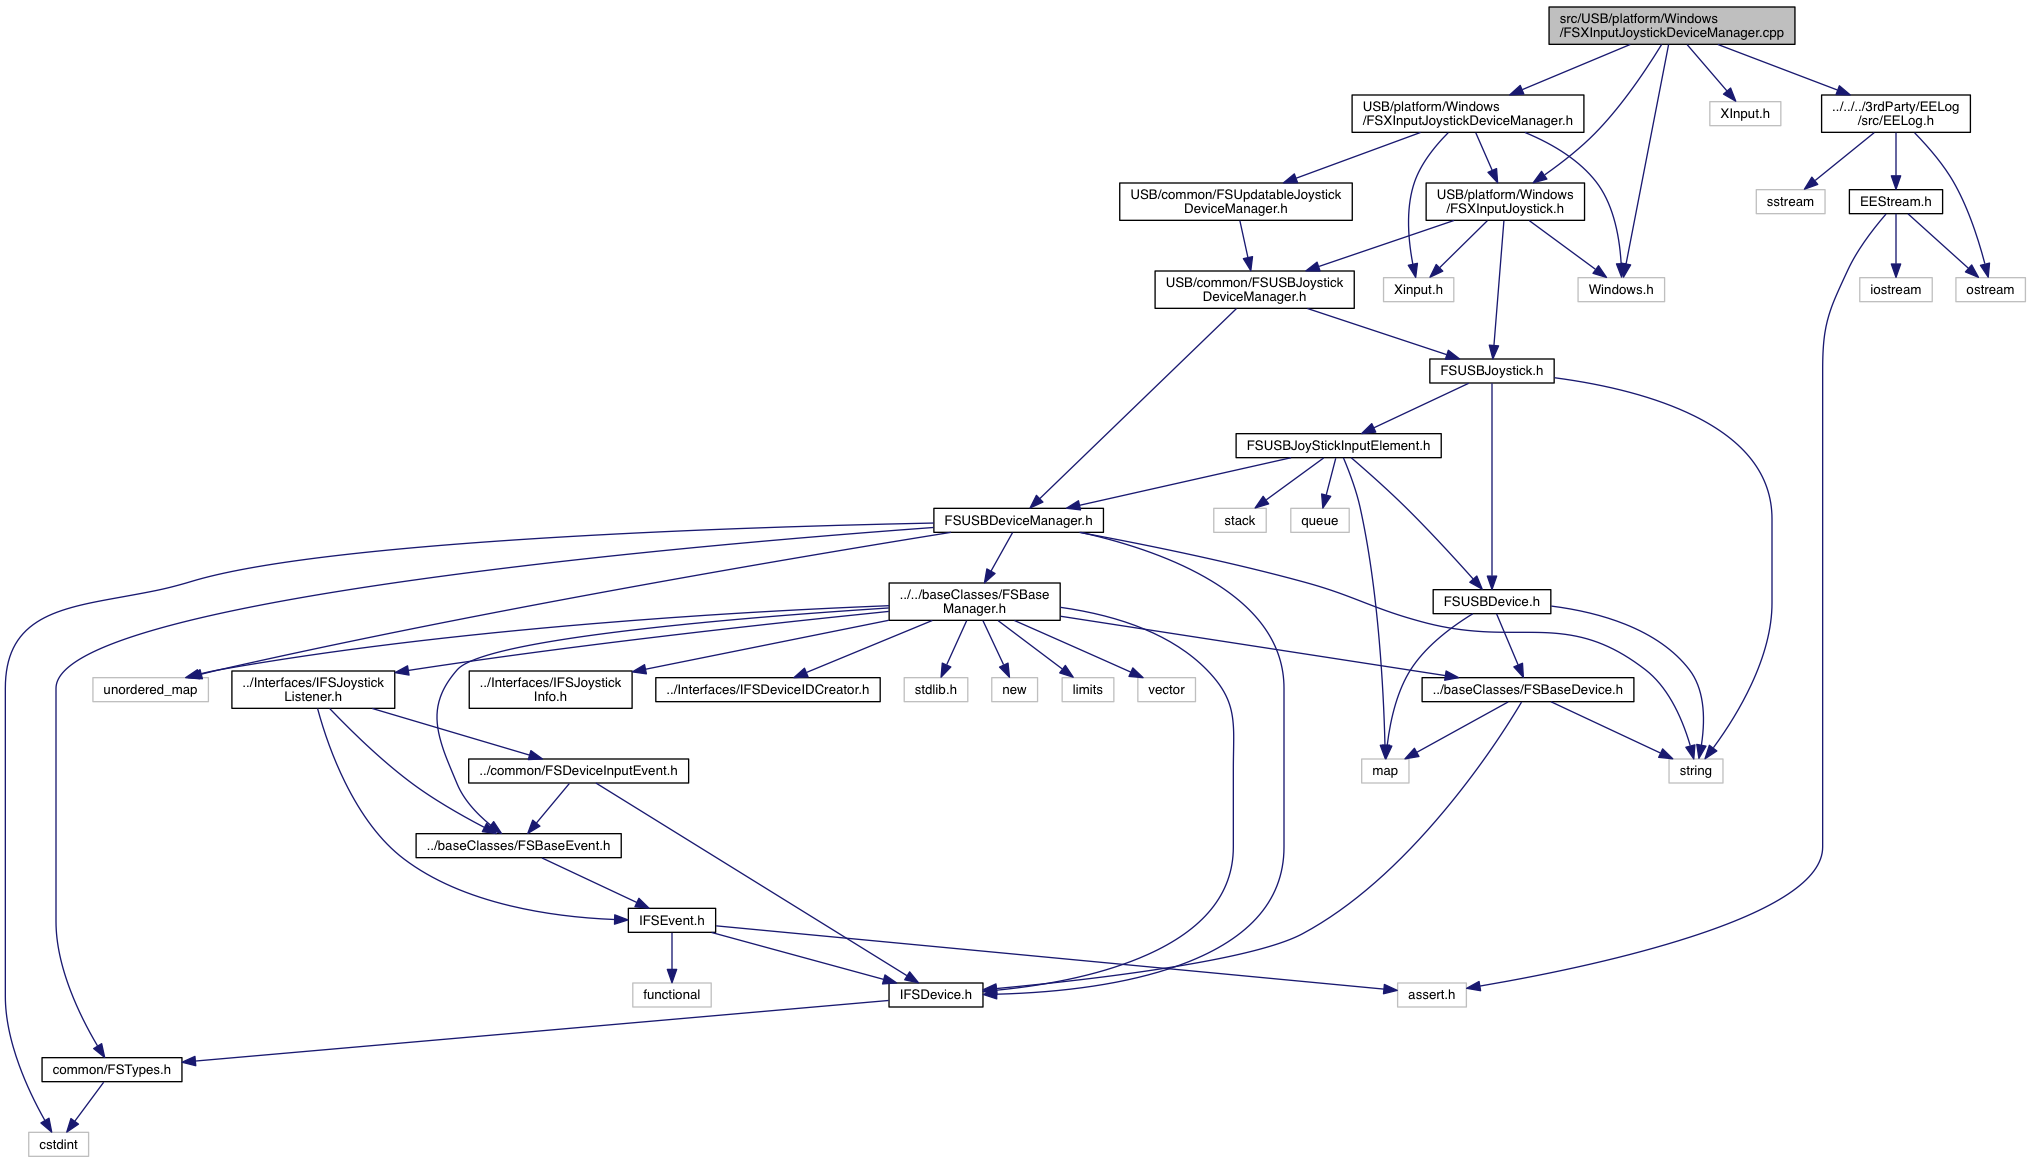 src/USB/platform/Windows
/FSXInputJoystickDeviceManager.cpp
USB/platform/Windows
/FSXInputJoystickDeviceManager.h
XInput.h
../../../3rdParty/EELog
/src/EELog.h
USB/common/FSUpdatableJoystick
DeviceManager.h
USB/platform/Windows
/FSXInputJoystick.h
sstream
EEStream.h
USB/common/FSUSBJoystick
DeviceManager.h
Xinput.h
Windows.h
iostream
ostream
FSUSBJoystick.h
FSUSBJoyStickInputElement.h
FSUSBDeviceManager.h
stack
queue
../../baseClasses/FSBase
Manager.h
FSUSBDevice.h
unordered_map
../Interfaces/IFSJoystick
Listener.h
../Interfaces/IFSJoystick
Info.h
../Interfaces/IFSDeviceIDCreator.h
stdlib.h
new
limits
vector
../baseClasses/FSBaseDevice.h
../common/FSDeviceInputEvent.h
map
string
../baseClasses/FSBaseEvent.h
IFSEvent.h
functional
IFSDevice.h
assert.h
common/FSTypes.h
cstdint